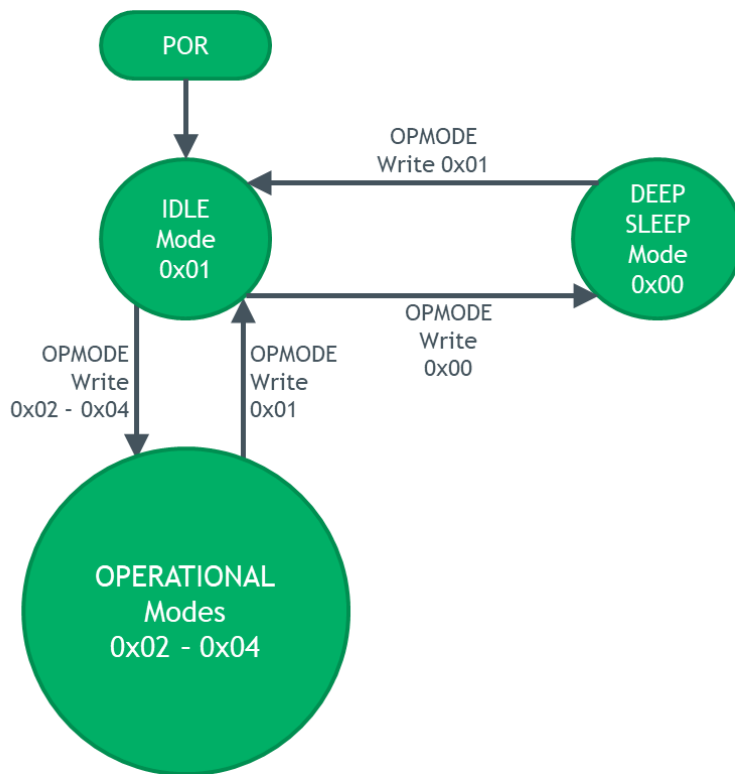 POR
OPMODE
Write 0x01
IDLE
Mode
0x01
DEEP
SLEEP
Mode
0x00
OPMODE
Write
0x00
OPMODE
Write
0x02 – 0x04
OPMODE
Write
0x01
OPERATIONAL
Modes
0x02 – 0x04